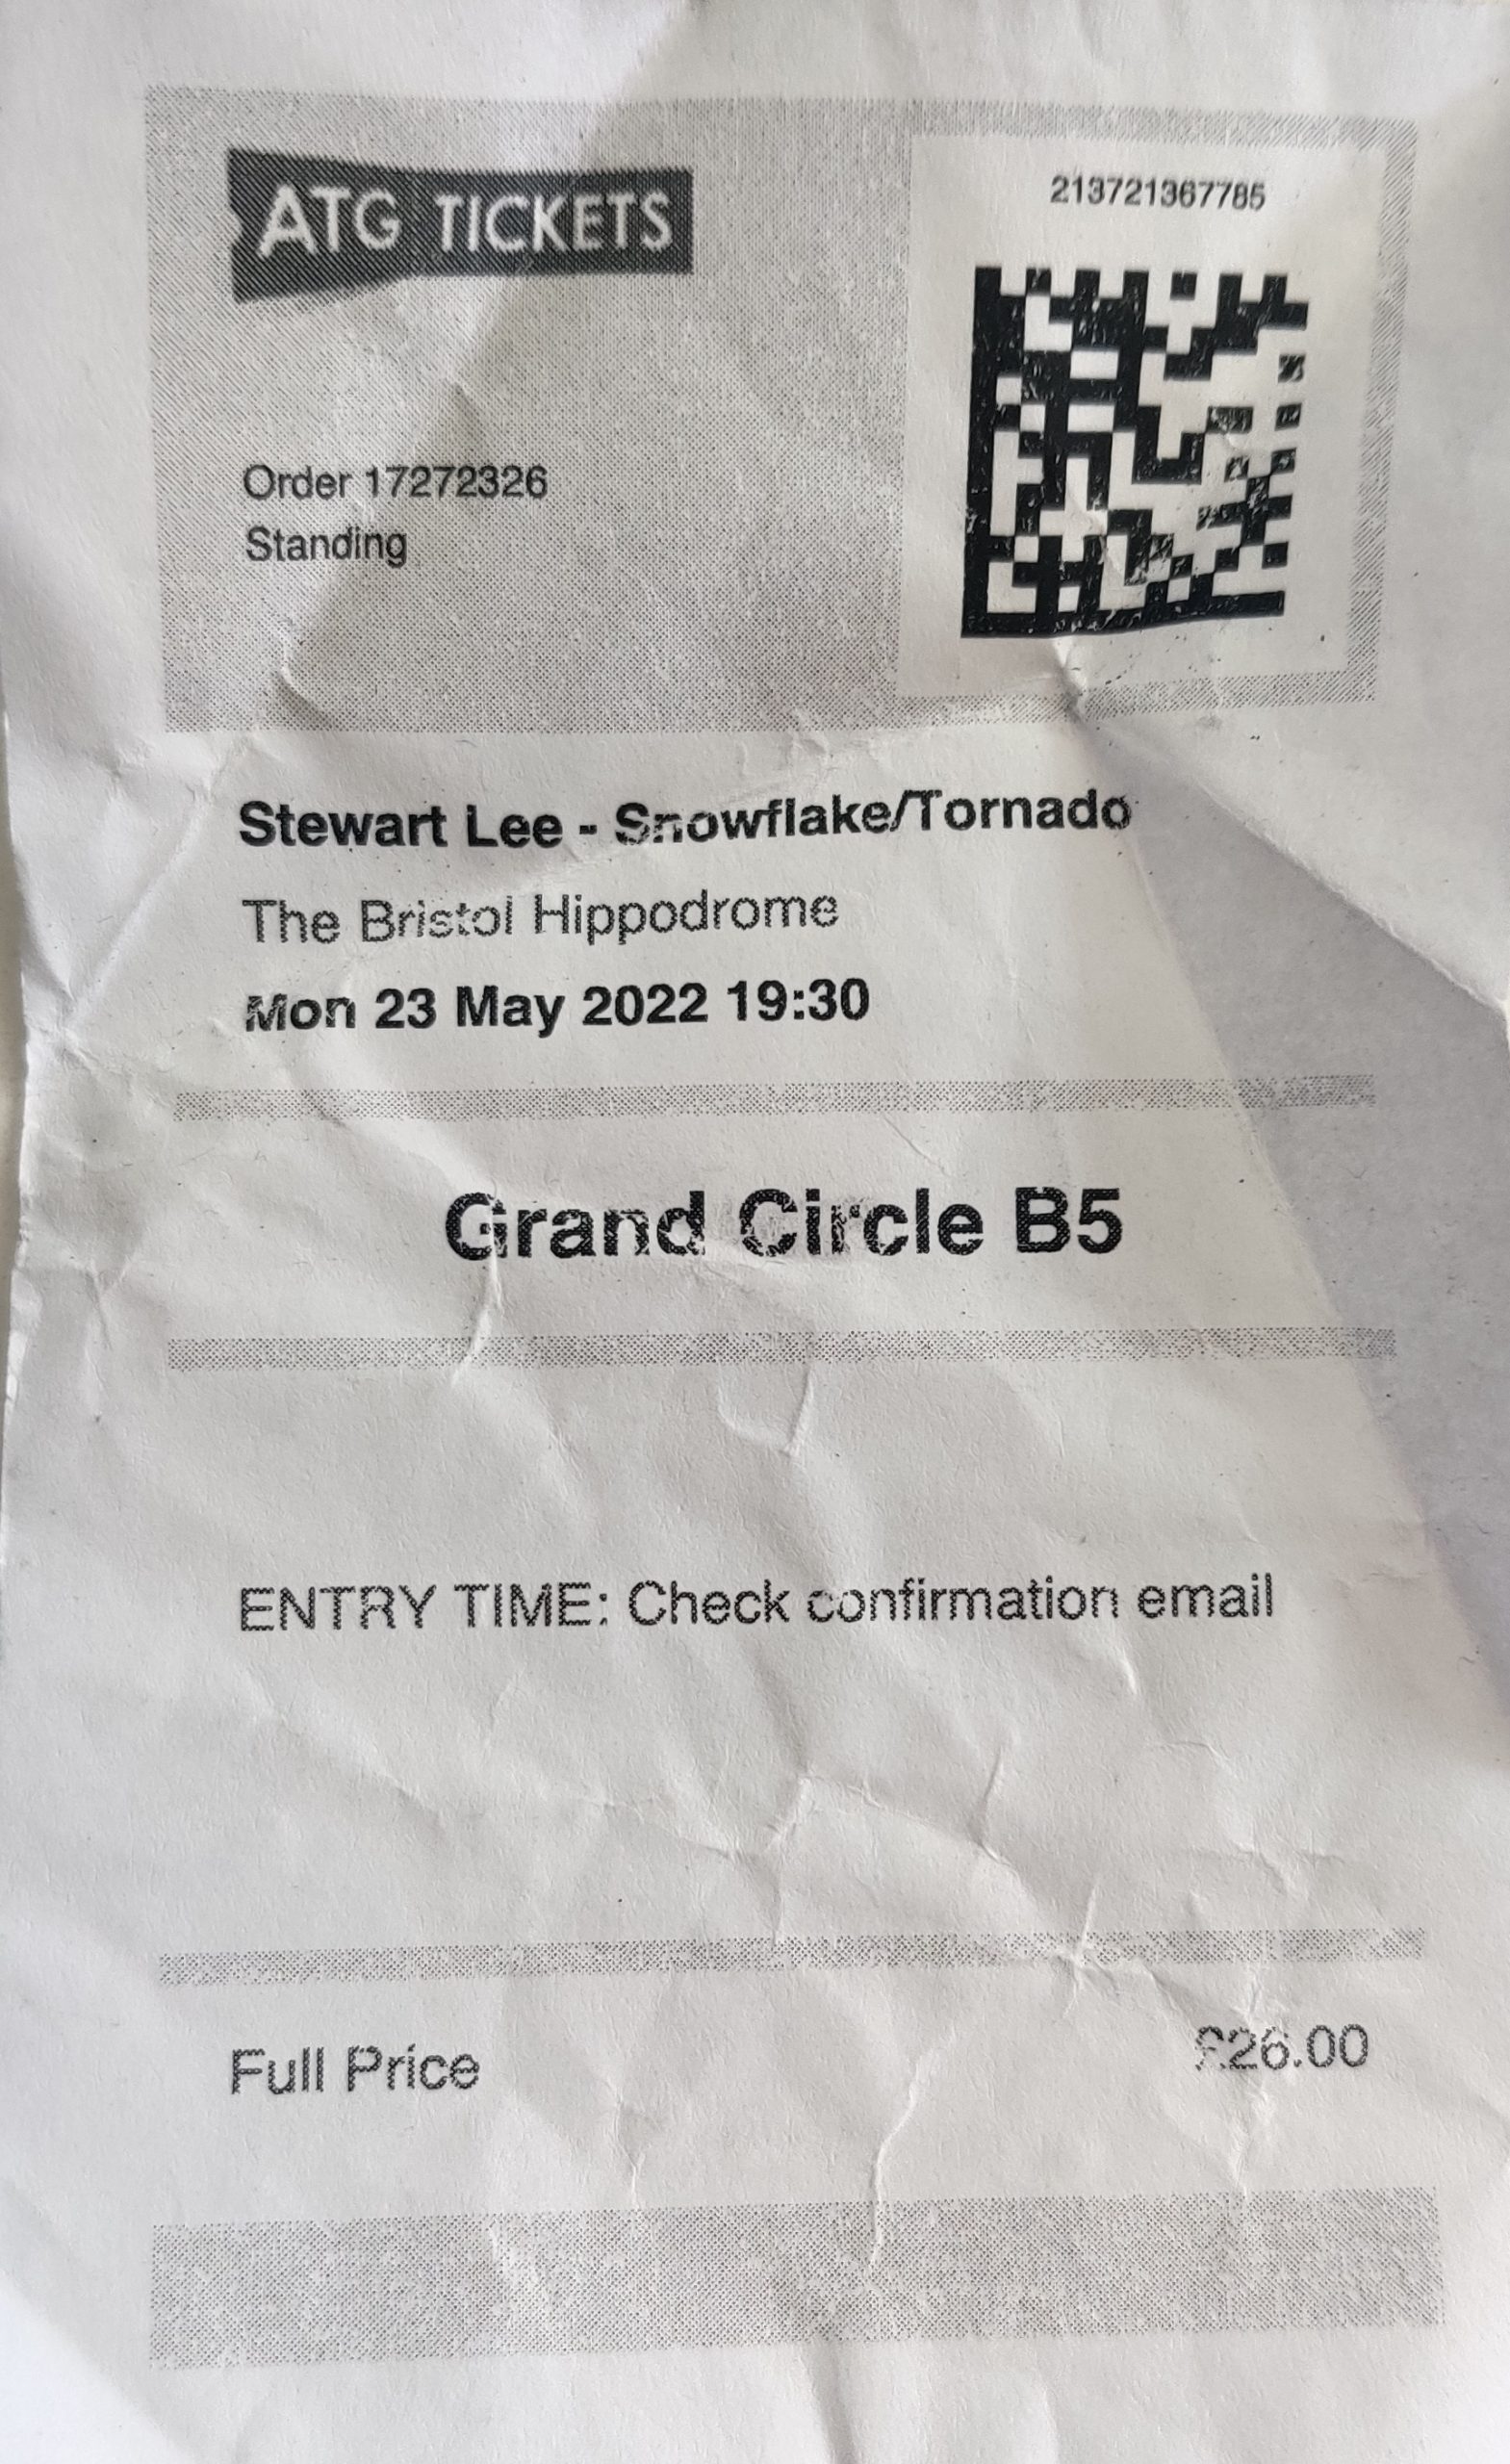 ATG TICKETS
213721367785
Order 17272326
Standing
Stewart Lee - Snowflake/Tornado
The Bristol Hippodrome
Mon 23 May 2022 19:30
Grand Circle B5
ENTRY TIME: Check confirmation email
Full Price £26.00